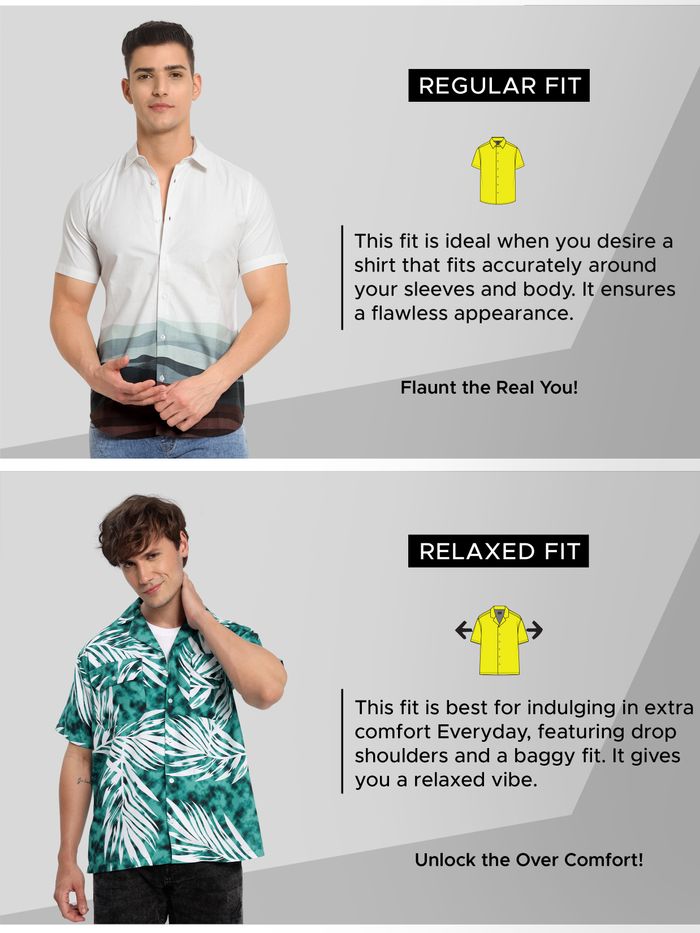 REGULAR FIT
This fit is ideal when you desire a
shirt that fits accurately around
your sleeves and body. It ensures
a flawless appearance.
Flaunt the Real You!
RELAXED FIT
This fit is best for indulging in extra
comfort Everyday, featuring drop
shoulders and a baggy fit. It gives
you a relaxed vibe.
Unlock the Over Comfort!